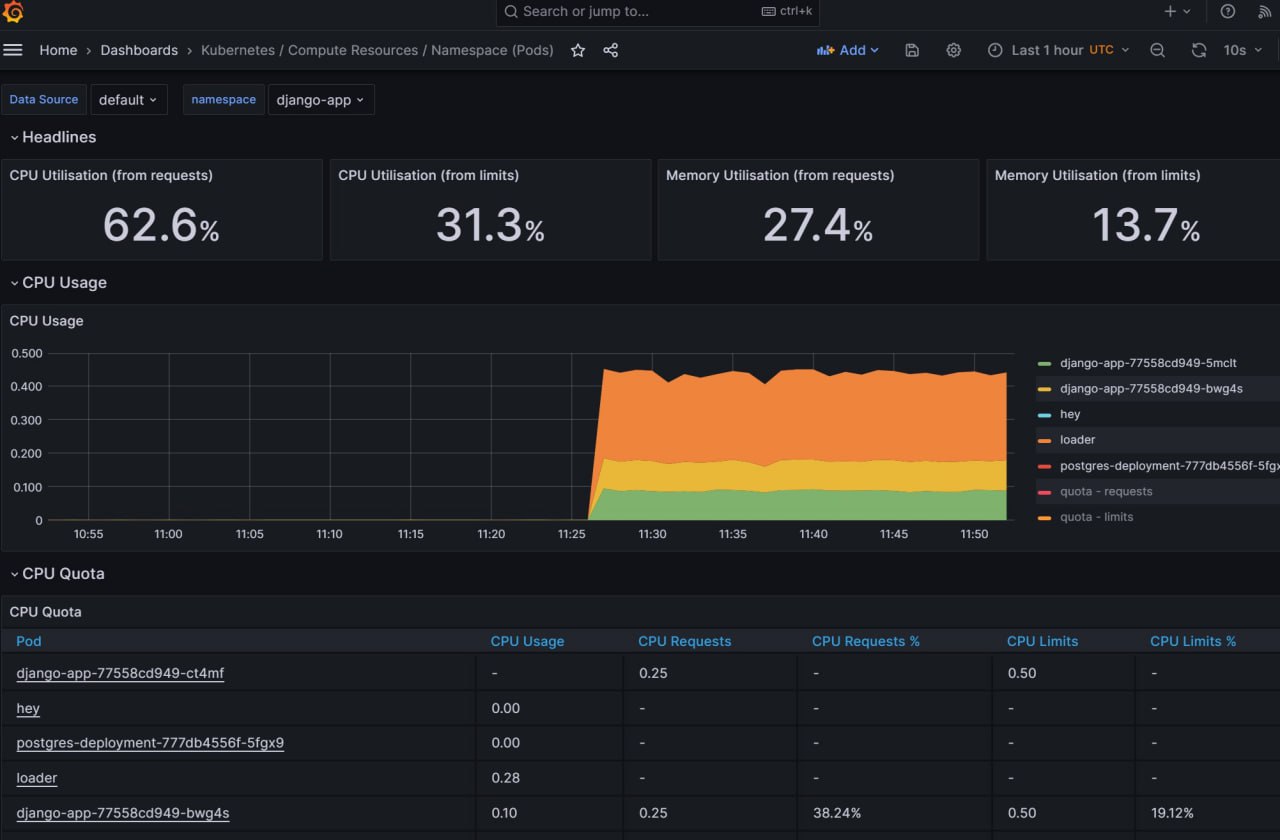 Search or jump to... ctrl+k
Home › Dashboards › Kubernetes / Compute Resources / Namespace (Pods) Add Last 1 hour UTC 10s
Data Source default namespace django-app
Headlines
CPU Utilisation (from requests) CPU Utilisation (from limits) Memory Utilisation (from requests) Memory Utilisation (from limits)
62.6% 31.3% 27.4% 13.7%
CPU Usage
CPU Usage
0.500
0.400
0.300
0.200
0.100
0
10:55 11:00 11:05 11:10 11:15 11:20 11:25 11:30 11:35 11:40 11:45 11:50
django-app-77558cd949-5mclt
django-app-77558cd949-bwg4s
hey
loader
postgres-deployment-777db4556f-5fgx
quota - requests
quota - limits
CPU Quota
CPU Quota
Pod CPU Usage CPU Requests CPU Requests % CPU Limits CPU Limits %
django-app-77558cd949-ct4mf - 0.25 - 0.50 -
hey 0.00 - - - -
postgres-deployment-777db4556f-5fgx9 0.00 - - - -
loader 0.28 - - - -
django-app-77558cd949-bwg4s 0.10 0.25 38.24% 0.50 19.12%